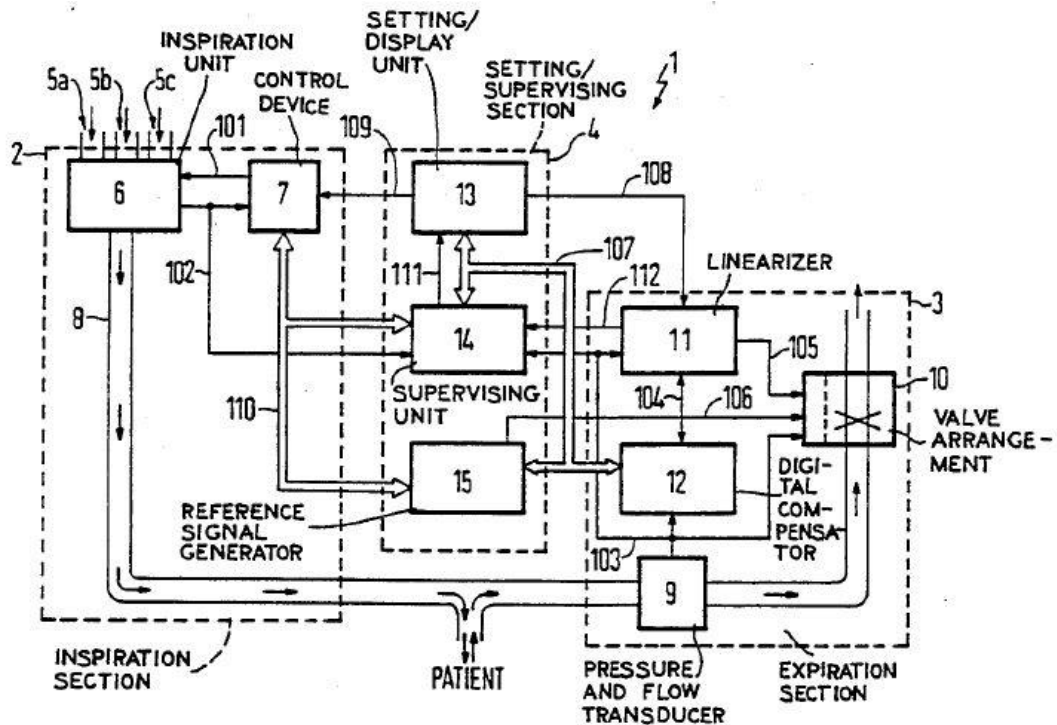 SETTING/
DISPLAY
UNIT
INSPIRATION
UNIT
CONTROL
DEVICE
SETTING/
SUPERVISING
SECTION
1
5a
5b
5c
101
109
4
2
6
7
13
108
107
111
112
LINEARIZER
102
3
8
14
11
105
10
SUPERVISING
UNIT
104
106
VALVE
ARRANGE-
MENT
110
15
12
DIGI-
TAL
COM-
PENSA-
TOR
REFERENCE
SIGNAL
GENERATOR
103
9
INSPIRATION
SECTION
PATIENT
PRESSURE
AND FLOW
TRANSDUCER
EXPIRATION
SECTION